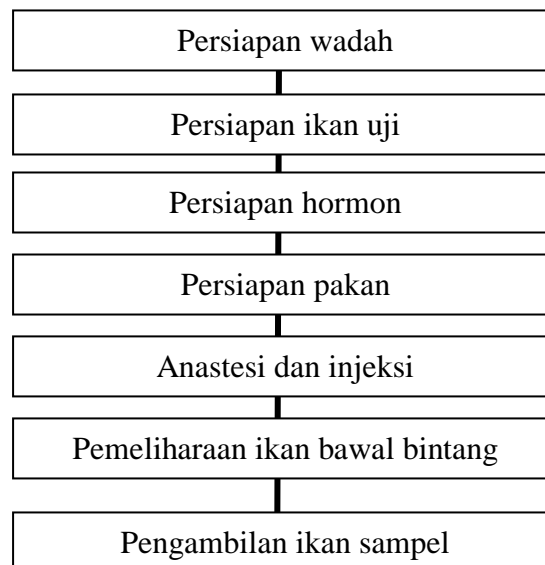 Persiapan wadah
Persiapan ikan uji
Persiapan hormon
Persiapan pakan
Anastesi dan injeksi
Pemeliharaan ikan bawal bintang
Pengambilan ikan sampel